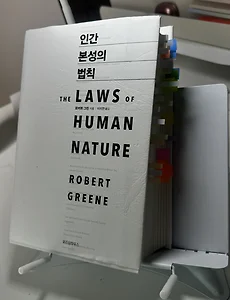 인간
본성의
법칙
THE LAWS OF
HUMAN
NATURE
ROBERT
GREENE